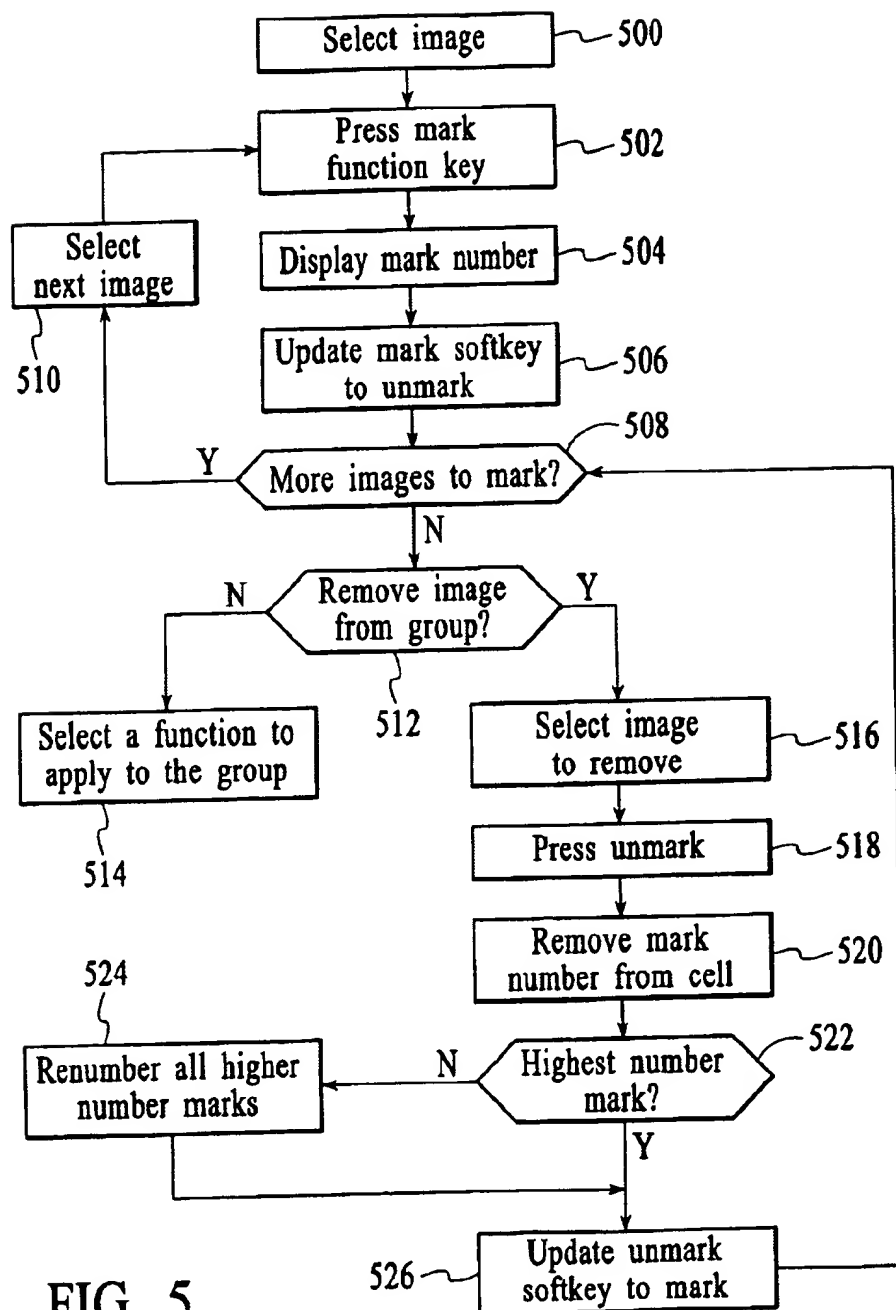 Select image
500
Press mark
function key
502
Select
next image
510
Display mark number
504
Update mark softkey
to unmark
506
508
Y
More images to mark?
N
N
Remove image
from group?
Y
512
Select a function to
apply to the group
514
Select image
to remove
516
Press unmark
518
Remove mark
number from cell
520
524
Renumber all higher
number marks
N
Highest number
mark?
522
Y
Update unmark
softkey to mark
526
FIG. 5